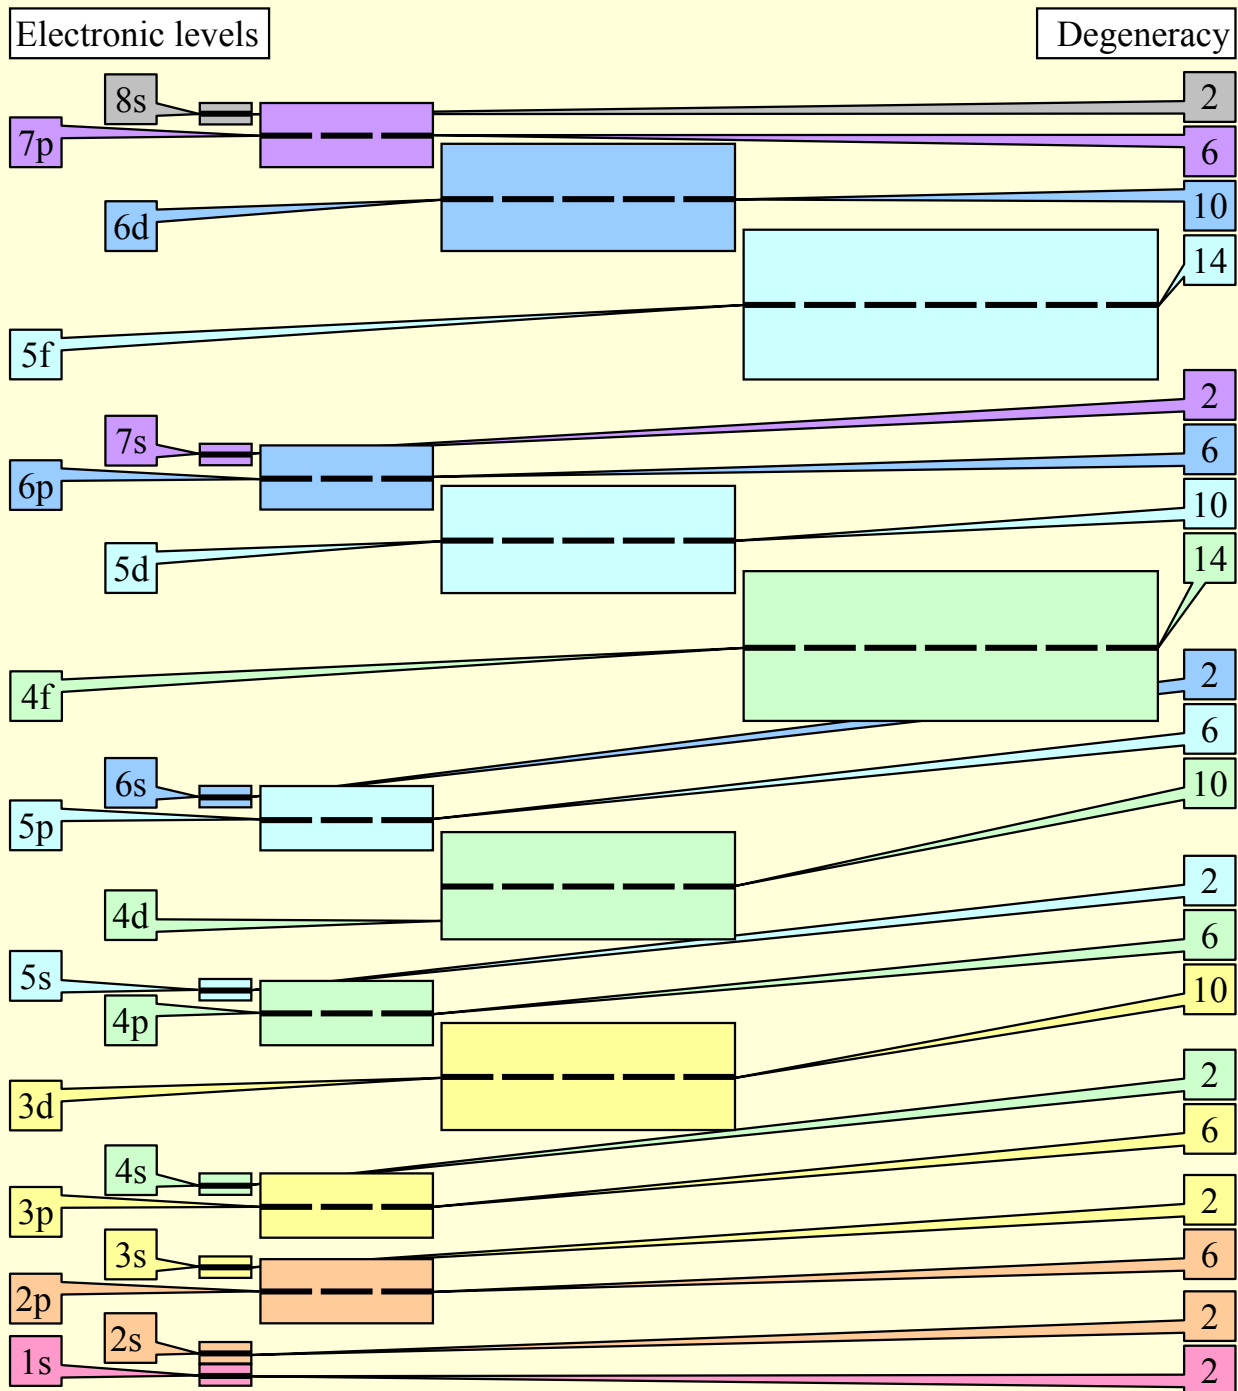 Electronic levels Degeneracy
8s 2
7p 6
6d 10
5f 14
7s 2
6p 6
5d 10
4f 14
6s 2
5p 6
4d 10
5s 2
4p 6
3d 10
4s 2
3p 6
3s 2
2p 6
2s 2
1s 2